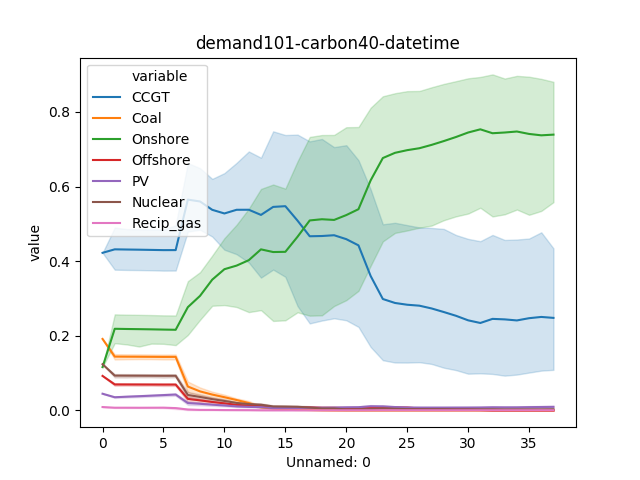 demand101-carbon40-datetime
value
0.8
0.6
0.4
0.2
0.0
variable
CCGT
Coal
Onshore
Offshore
PV
Nuclear
Recip_gas
0 5 10 15 20 25 30 35
Unnamed: 0